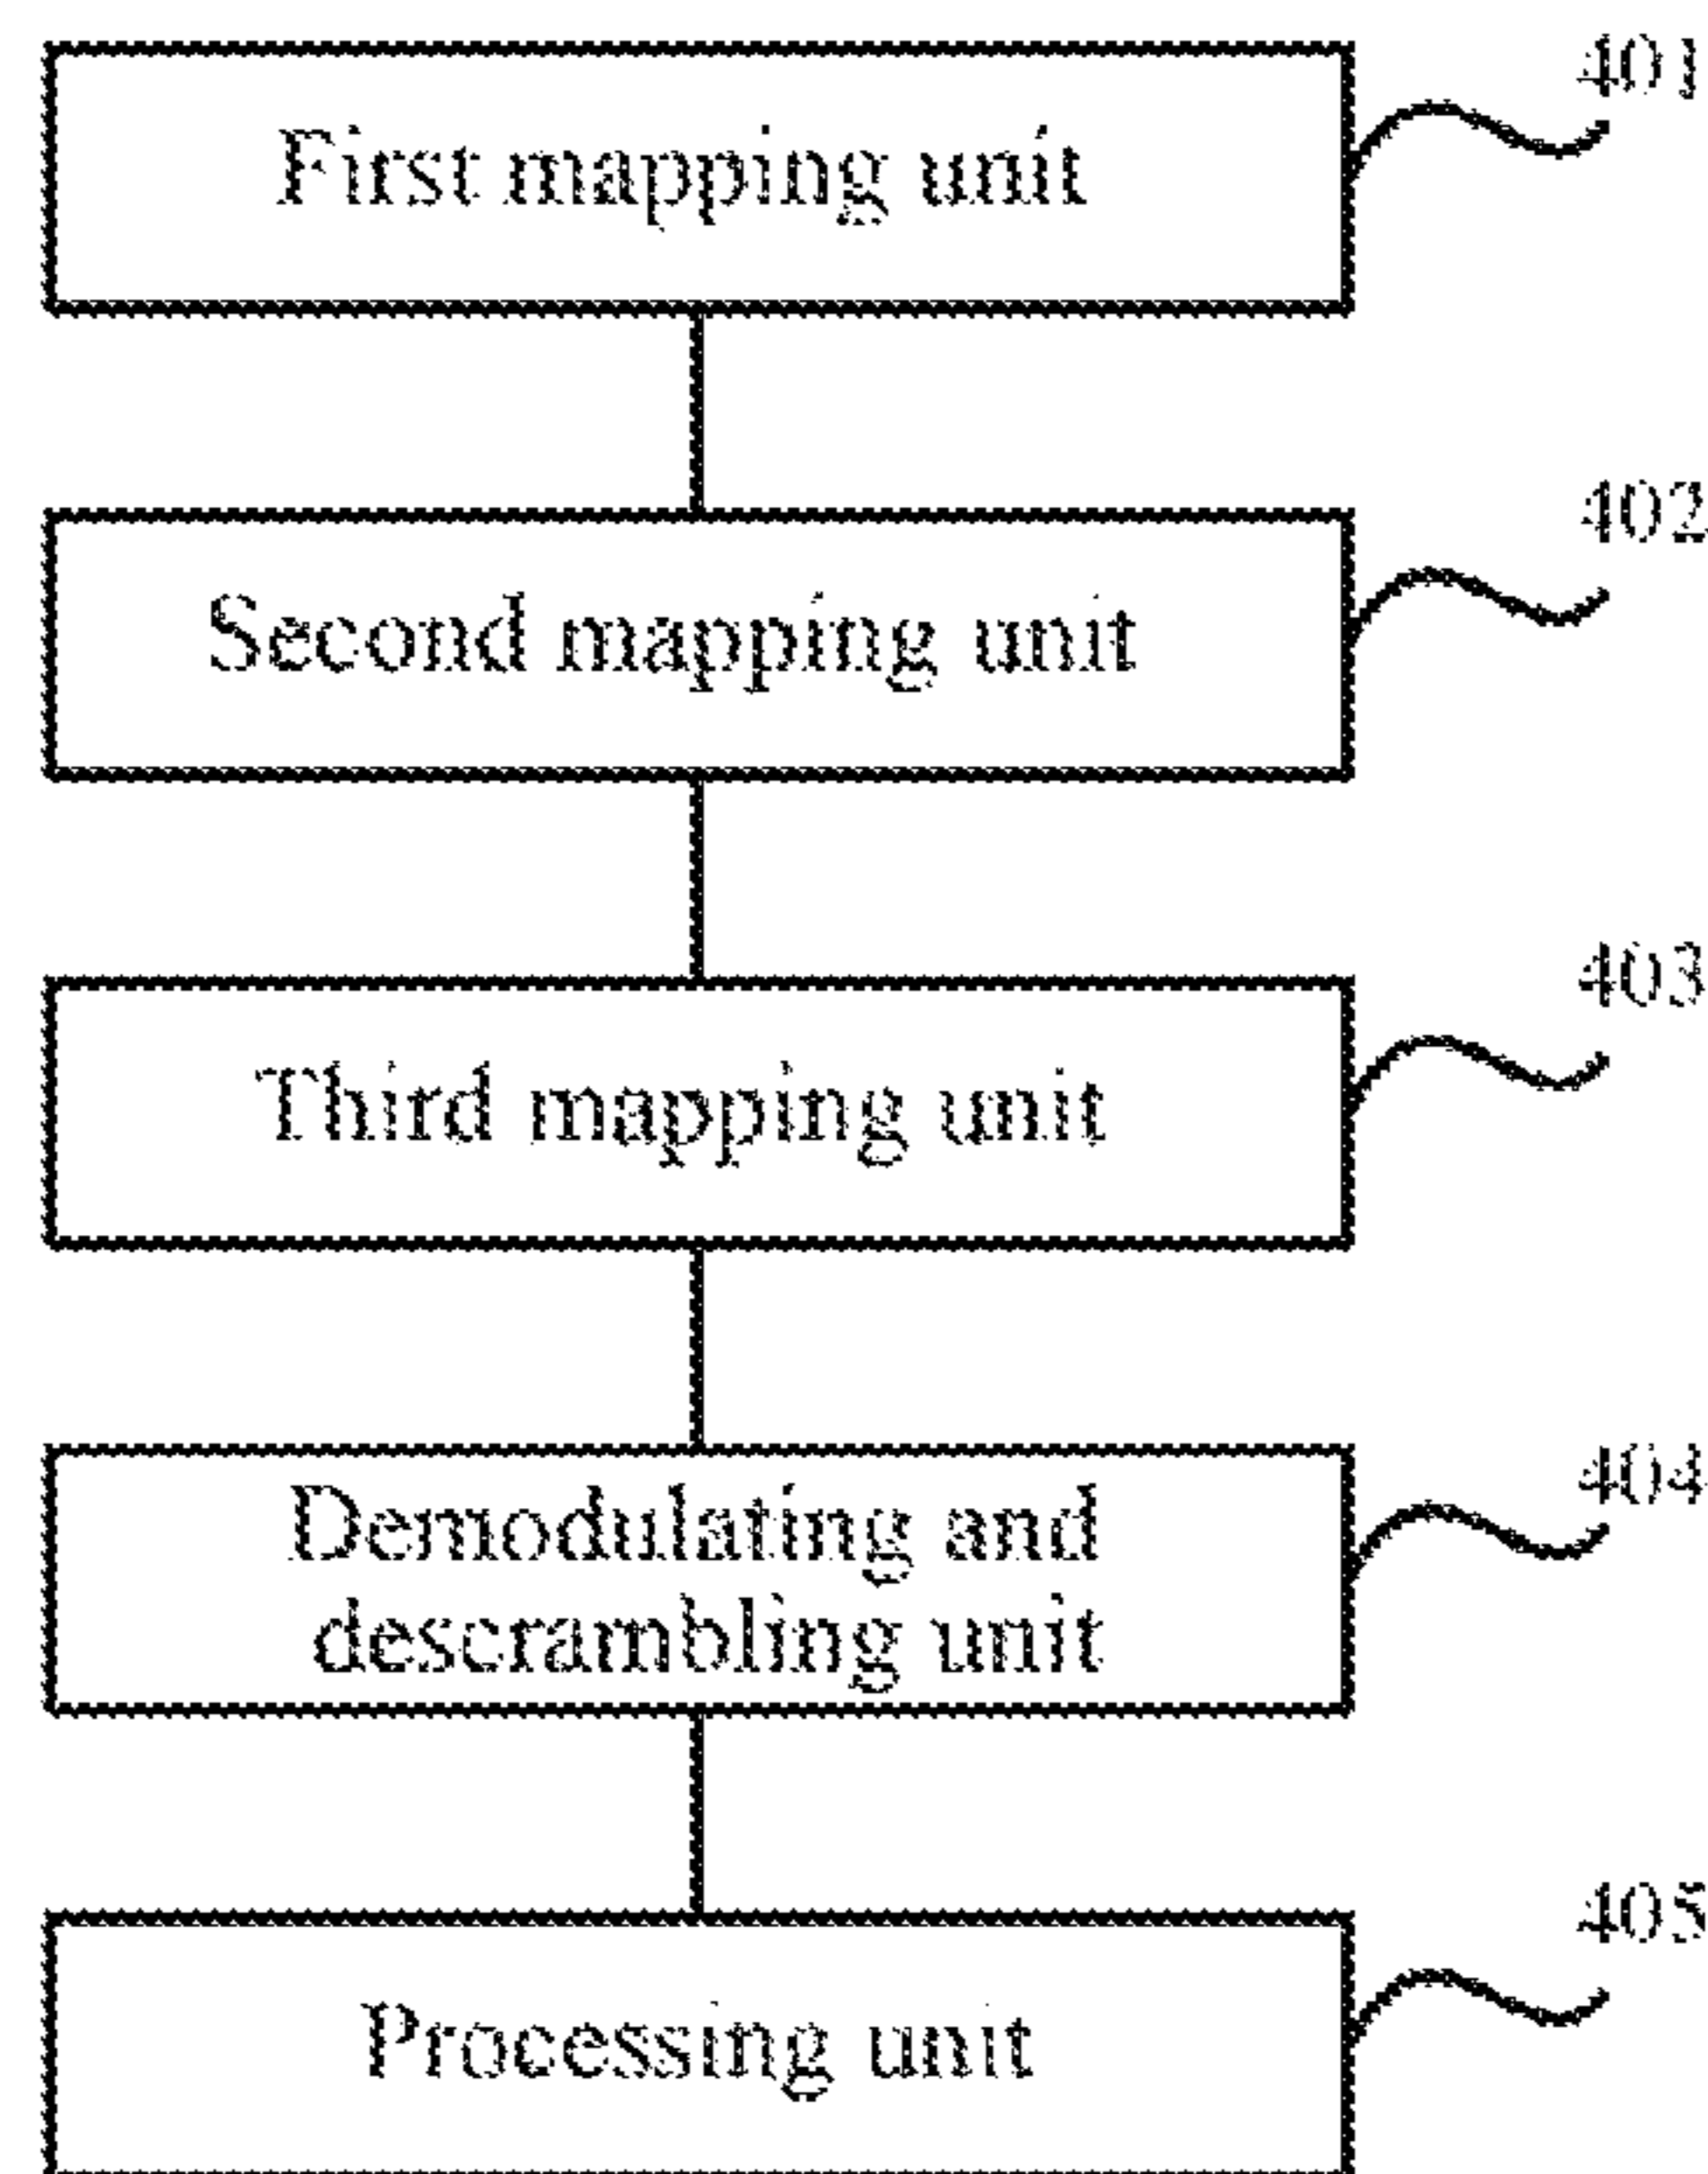 401
First mapping unit
402
Second mapping unit
403
Third mapping unit
404
Demodulating and
descrambling unit
405
Processing unit